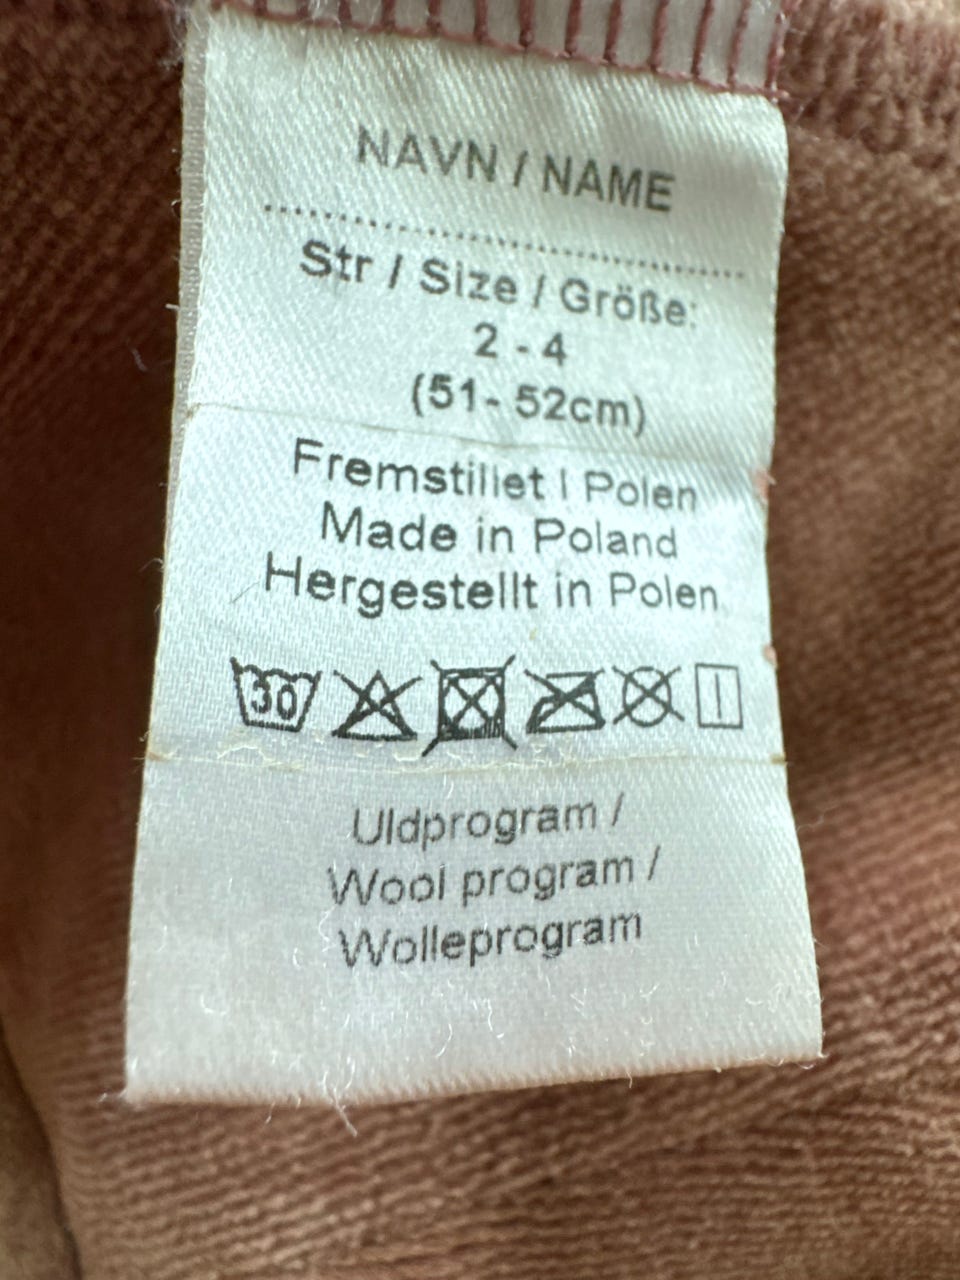 NAVN / NAME
Str / Size / Größe:
2 - 4
(51- 52cm)
Fremstillet I Polen
Made in Poland
Hergestellt in Polen
30
Uldprogram /
Wool program /
Wolleprogram